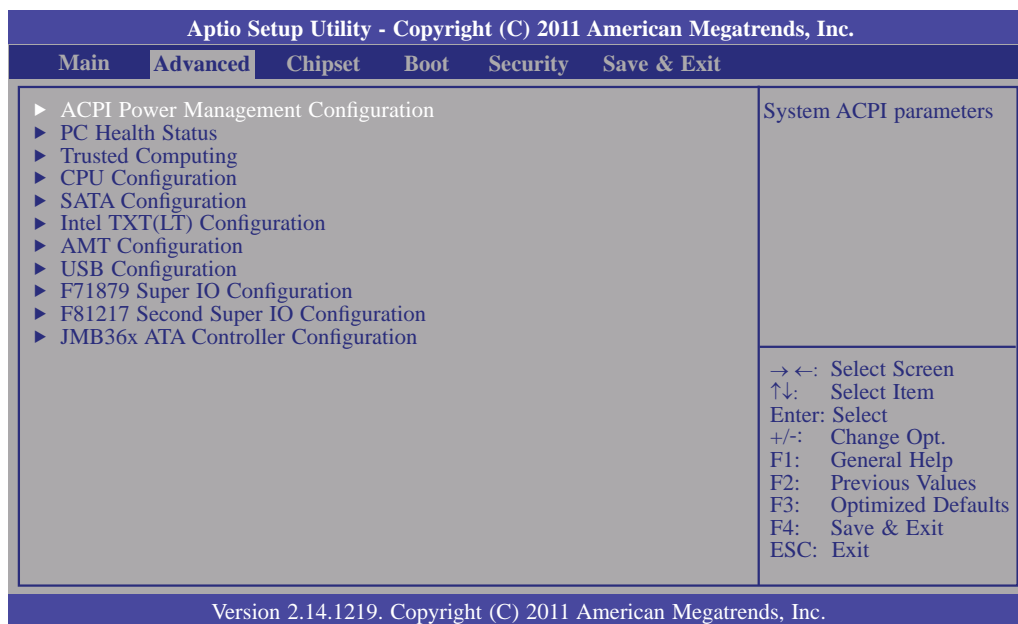 Aptio Setup Utility - Copyright (C) 2011 American Megatrends, Inc.
Main Advanced Chipset Boot Security Save & Exit
► ACPI Power Management Configuration
► PC Health Status
► Trusted Computing
► CPU Configuration
► SATA Configuration
► Intel TXT(LT) Configuration
► AMT Configuration
► USB Configuration
► F71879 Super IO Configuration
► F81217 Second Super IO Configuration
► JMB36x ATA Controller Configuration
System ACPI parameters
→ ←: Select Screen
↑↓: Select Item
Enter: Select
+/-: Change Opt.
F1: General Help
F2: Previous Values
F3: Optimized Defaults
F4: Save & Exit
ESC: Exit
Version 2.14.1219. Copyright (C) 2011 American Megatrends, Inc.